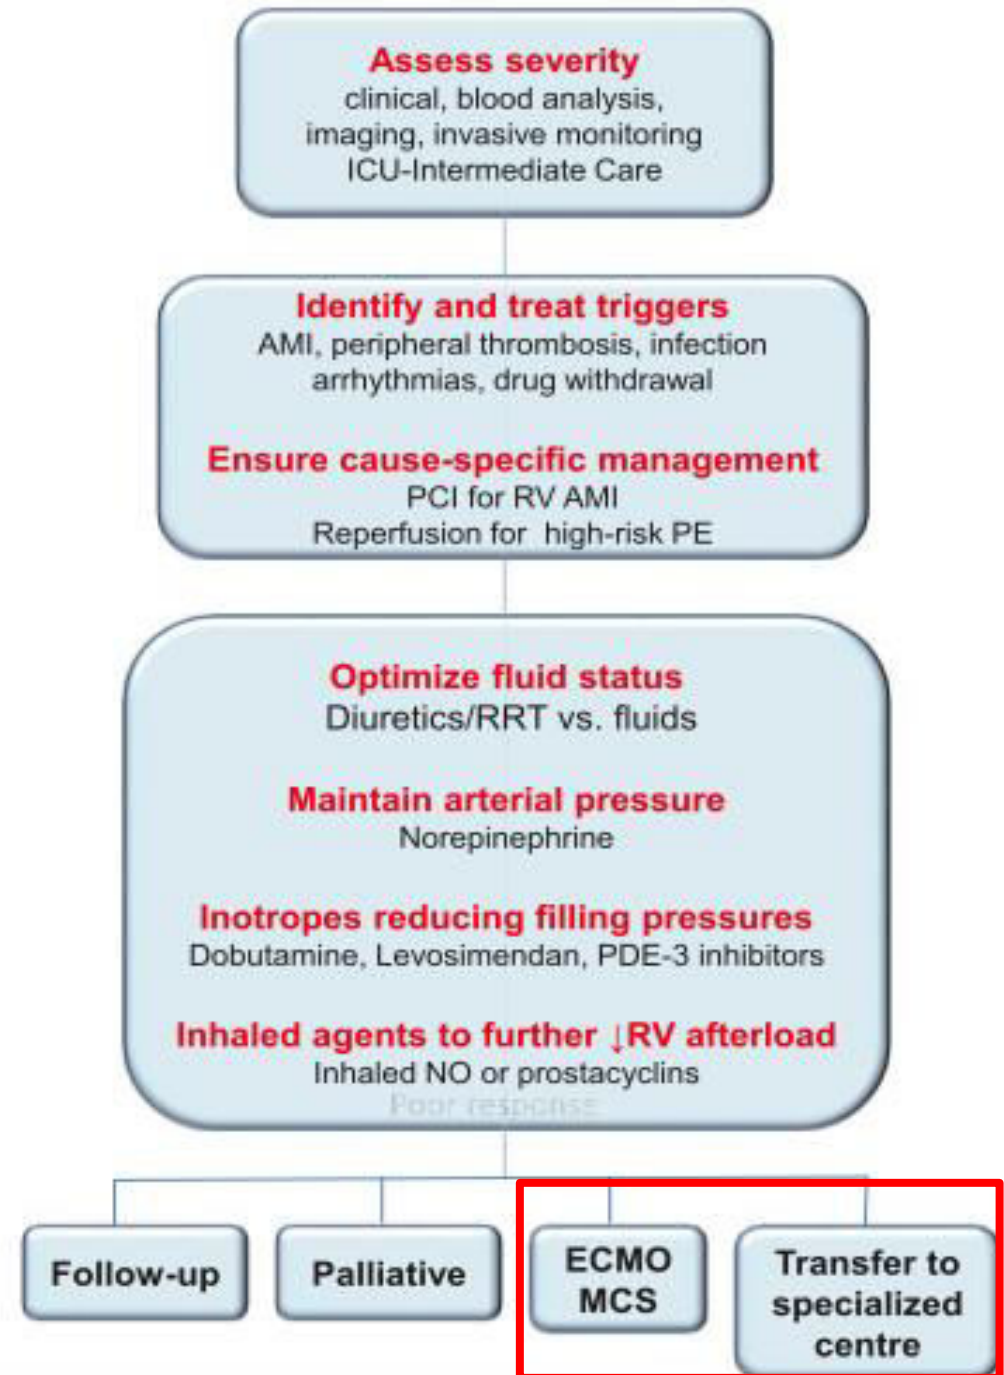 Assess severity
clinical, blood analysis,
imaging, invasive monitoring
ICU-Intermediate Care
Identify and treat triggers
AMI, peripheral thrombosis, infection
arrhythmias, drug withdrawal
Ensure cause-specific management
PCI for RV AMI
Reperfusion for high-risk PE
Optimize fluid status
Diuretics/RRT vs. fluids
Maintain arterial pressure
Norepinephrine
Inotropes reducing filling pressures
Dobutamine, Levosimendan, PDE-3 inhibitors
Inhaled agents to further ↓RV afterload
Inhaled NO or prostacyclins
Poor response
Follow-up
Palliative
ECMO
MCS
Transfer to
specialized
centre